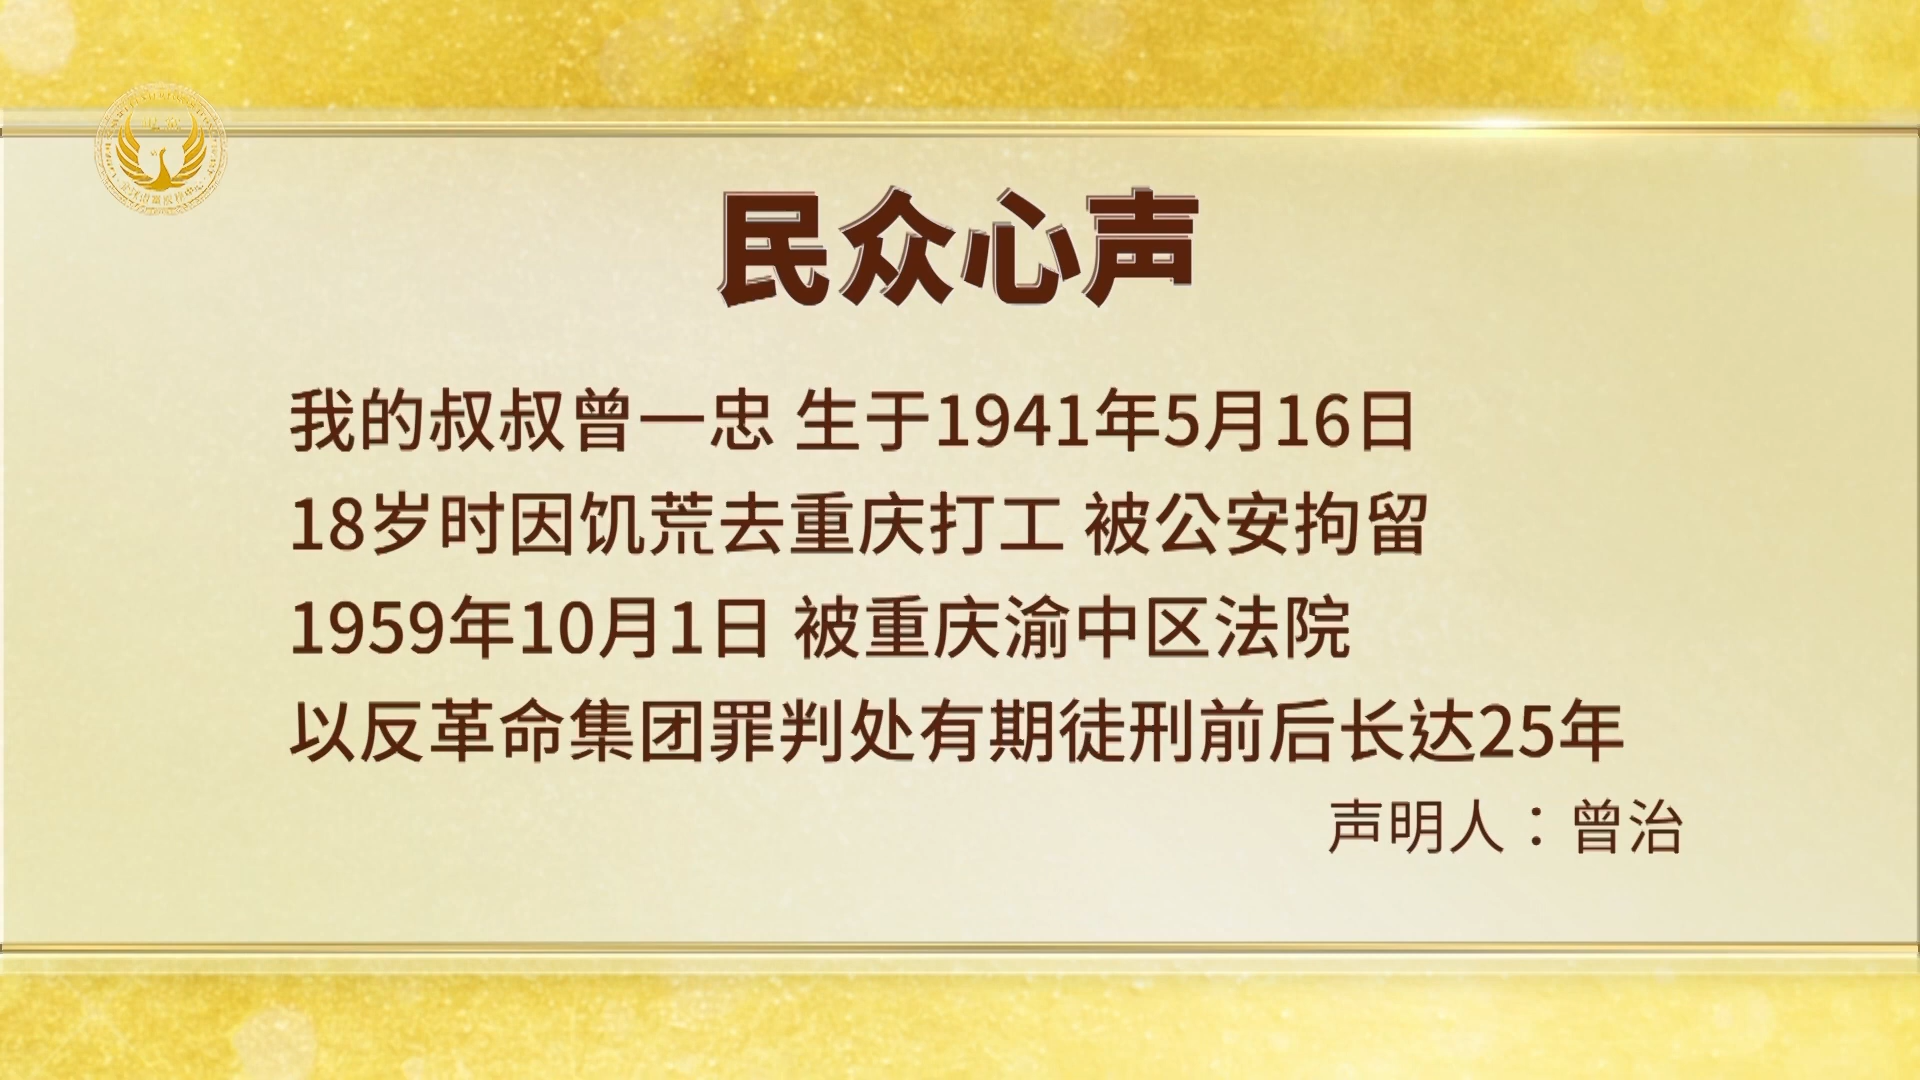 民众心声
我的叔叔曾一忠 生于1941年5月16日
18岁时因饥荒去重庆打工 被公安拘留
1959年10月1日 被重庆渝中区法院
以反革命集团罪判处有期徒刑前后长达25年
声明人：曾治